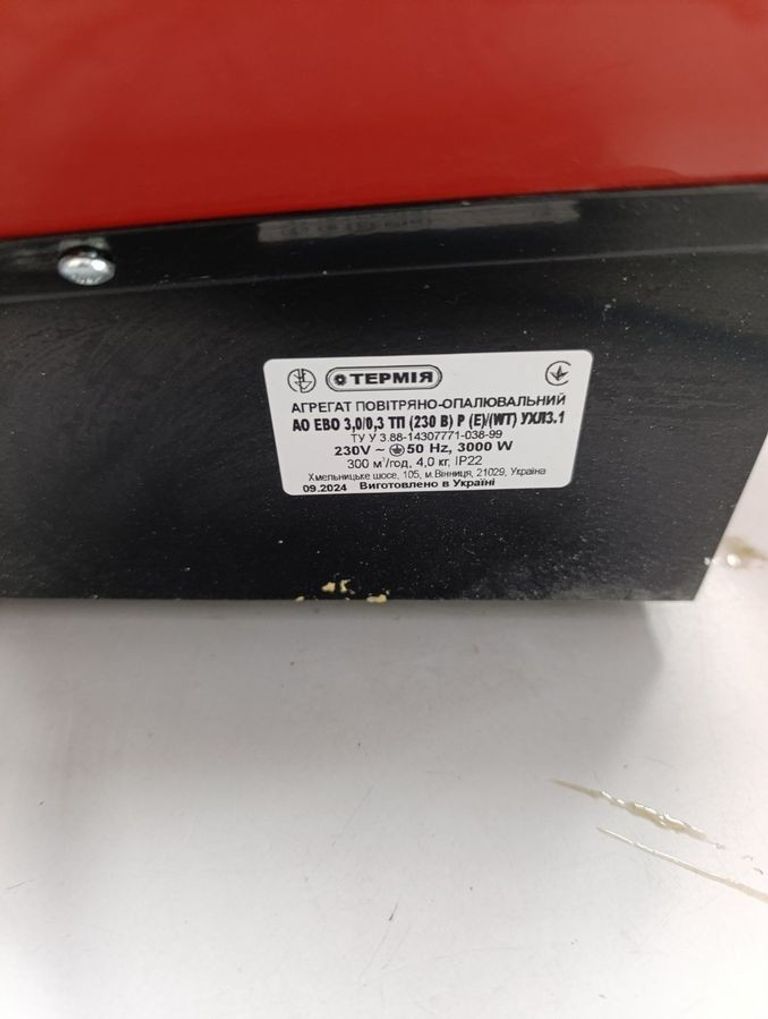 ТЕРМІЯ
АГРЕГАТ ПОВІТРЯНО-ОПАЛЮВАЛЬНИЙ
АО ЕВО 3,0/0,3 ТП (230 В) Р (Е)/(WT) УХЛ3.1
ТУ У 3.88-14307771-038-99
230V ~ 50 Hz, 3000 W
300 м³/год, 4,0 кг, IP22
Хмельницьке шосе, 105, м.Вінниця, 21029, Україна
09.2024 Виготовлено в Україні